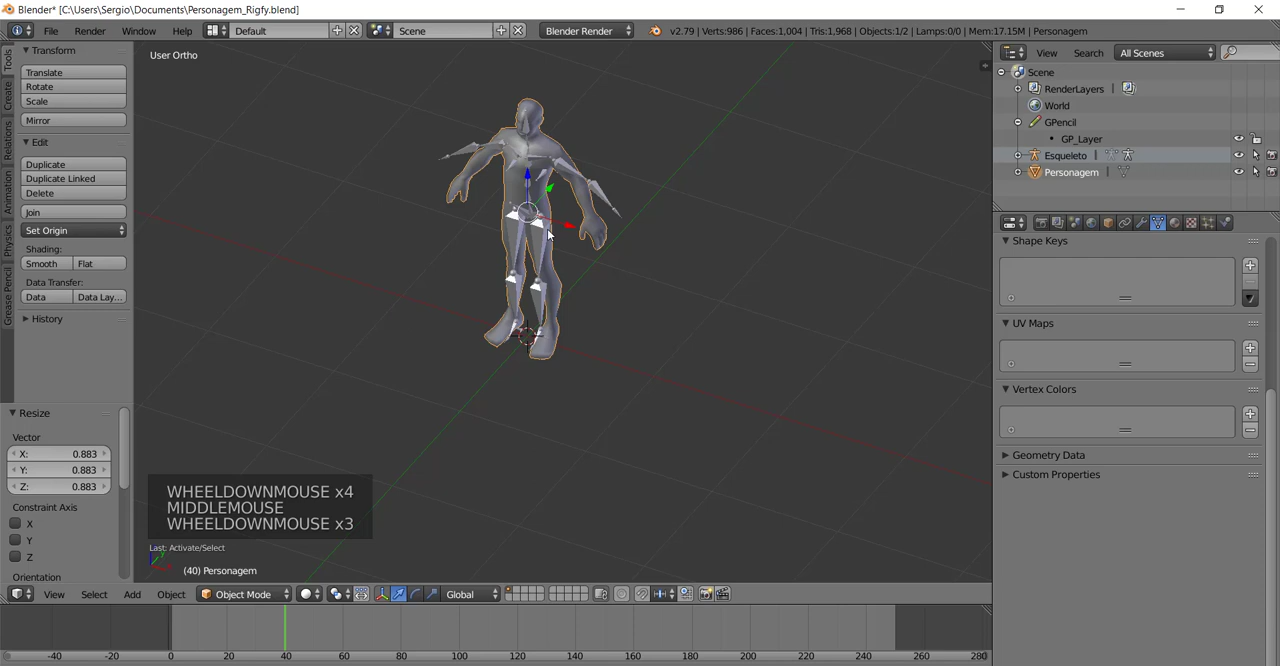 Blender* [C:\Users\Sergio\Documents\Personagem_Rigfy.blend]
File Render Window Help Default Scene Blender Render v2.79 | Verts:986 | Faces:1,004 | Tris:1,968 | Objects:1/2 | Lamps:0/0 | Mem:17.15M | Personagem
Tools
Create
Relations
Animation
Physics
Grease Pencil
Transform
Translate
Rotate
Scale
Mirror
Edit
Duplicate
Duplicate Linked
Delete
Join
Set Origin
Shading:
Smooth Flat
Data Transfer:
Data Data Lay...
History
Resize
Vector
X: 0.883
Y: 0.883
Z: 0.883
Constraint Axis
X
Y
Z
Orientation
User Ortho
WHEELDOWNMOUSE x4
MIDDLEMOUSE
WHEELDOWNMOUSE x3
Last: Activate/Select
(40) Personagem
View Select Add Object Object Mode Global
-40 -20 0 20 40 60 80 100 120 140 160 180 200 220 240 260 280
View Search All Scenes
Scene
RenderLayers |
World
GPencil
GP_Layer
Esqueleto |
Personagem |
Shape Keys
UV Maps
Vertex Colors
Geometry Data
Custom Properties